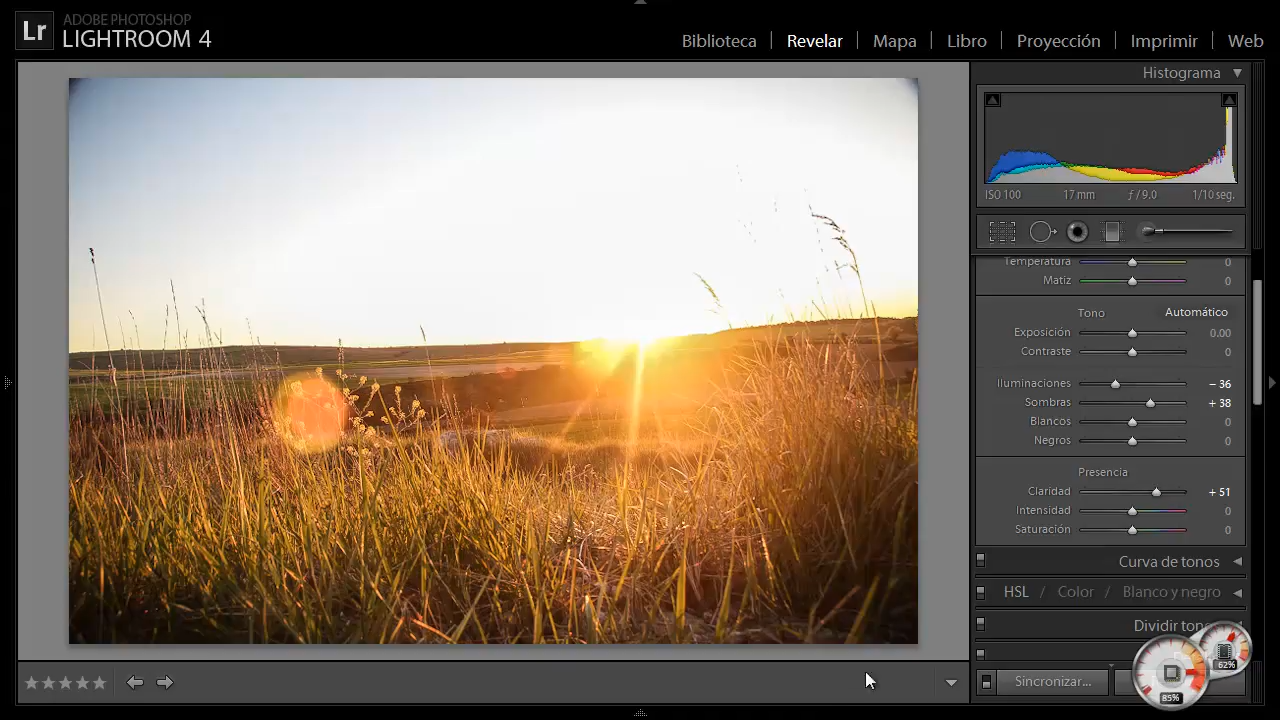 Lr
ADOBE PHOTOSHOP
LIGHTROOM 4
Biblioteca | Revelar | Mapa | Libro | Proyección | Imprimir | Web
Histograma
ISO 100 17 mm ƒ / 9,0 1/10 seg.
Temperatura 0
Matiz 0
Tono Automático
Exposición 0.00
Contraste 0
Iluminaciones – 36
Sombras + 38
Blancos 0
Negros 0
Presencia
Claridad + 51
Intensidad 0
Saturación 0
Curva de tonos
HSL / Color / Blanco y negro
Dividir tono
62%
Sincronizar...
85%